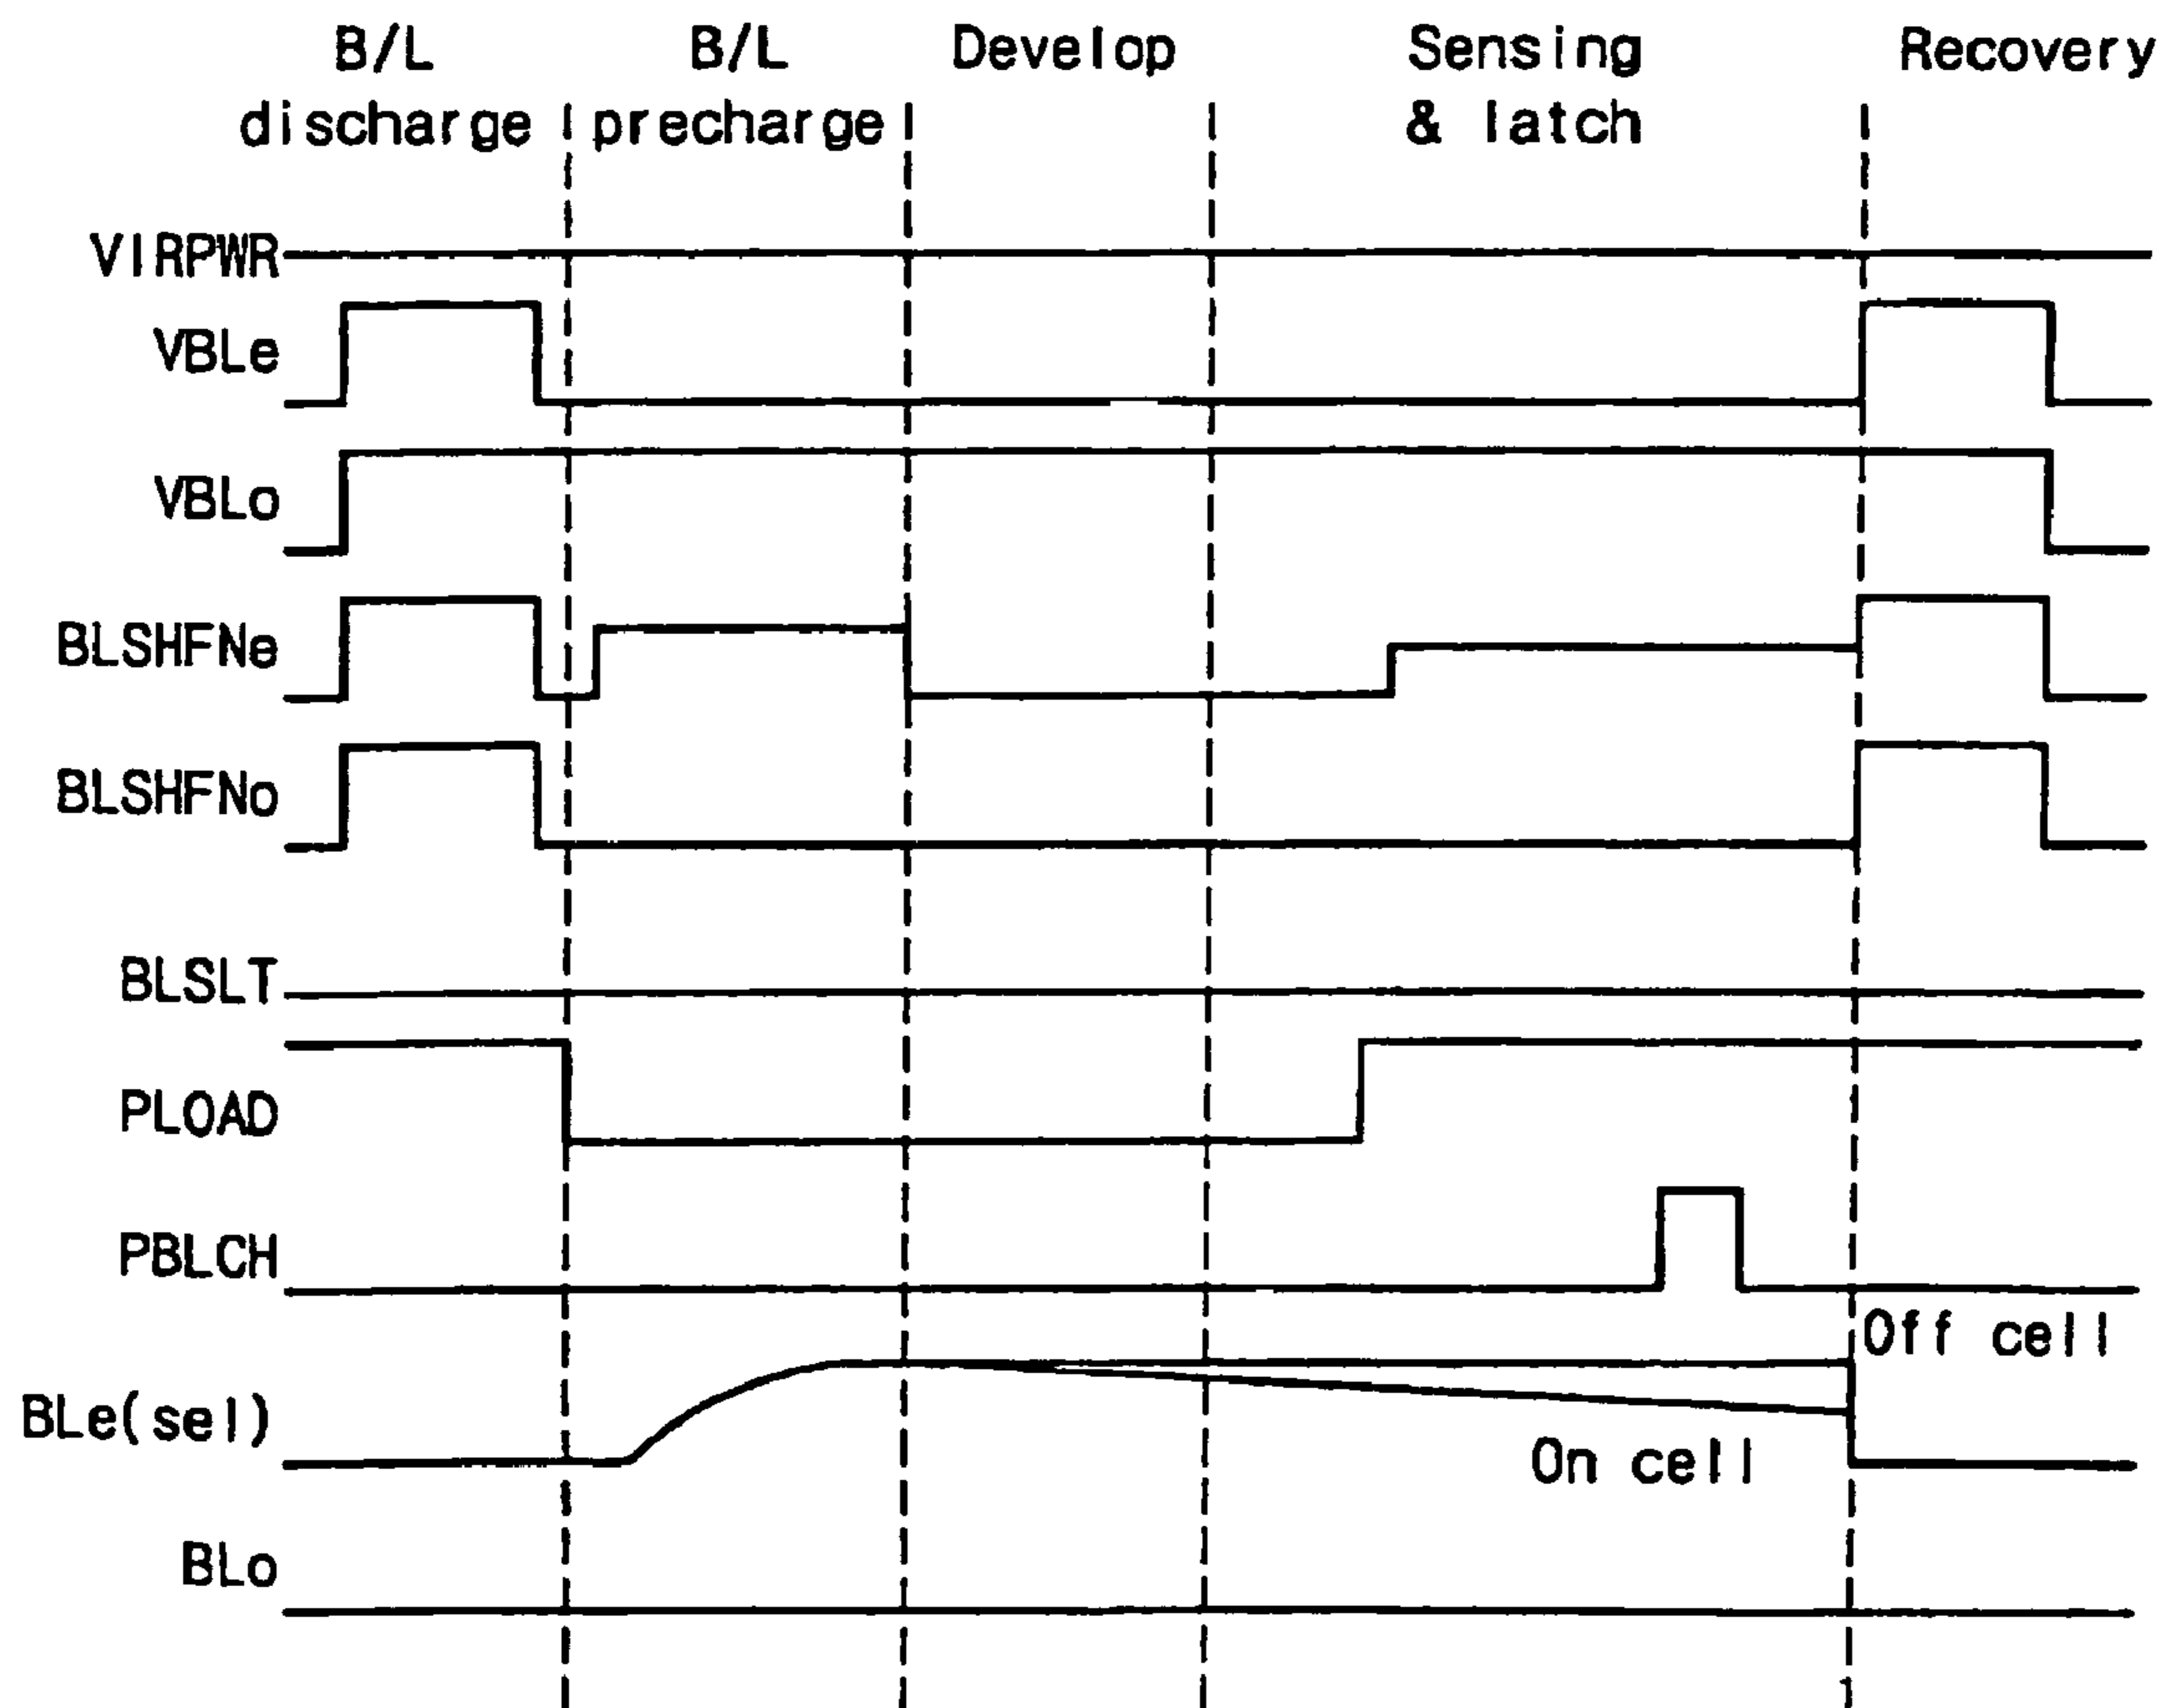 B/L discharge
B/L precharge
Develop
Sensing & latch
Recovery
VIRPWR
VBLe
VBLo
BLSHFNe
BLSHFNo
BLSLT
PLOAD
PBLCH
Off cell
BLe(sel)
On cell
BLo